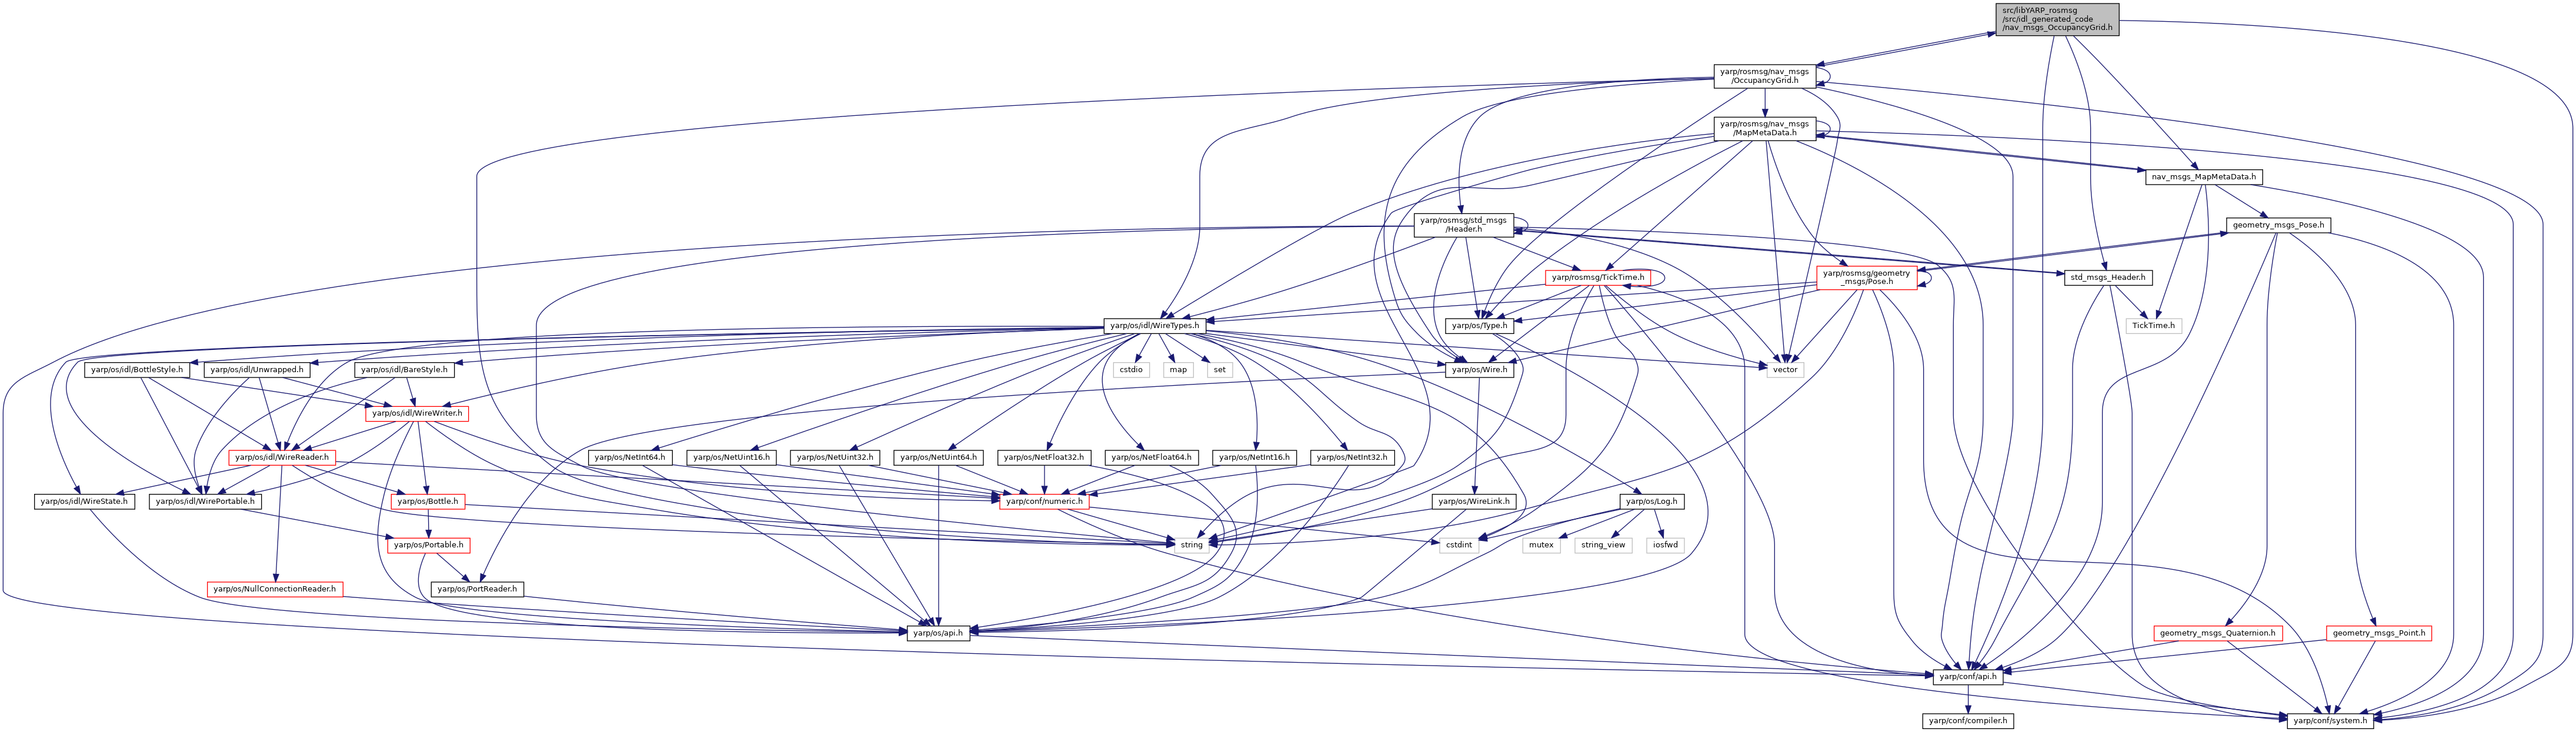 src/libYARP_rosmsg
/src/idl_generated_code
/nav_msgs_OccupancyGrid.h
yarp/rosmsg/nav_msgs
/OccupancyGrid.h
yarp/rosmsg/nav_msgs
/MapMetaData.h
nav_msgs_MapMetaData.h
yarp/rosmsg/std_msgs
/Header.h
geometry_msgs_Pose.h
yarp/rosmsg/TickTime.h
yarp/rosmsg/geometry
_msgs/Pose.h
std_msgs_Header.h
yarp/os/idl/WireTypes.h
yarp/os/Type.h
TickTime.h
yarp/os/idl/BottleStyle.h
yarp/os/idl/Unwrapped.h
yarp/os/idl/BareStyle.h
cstdio
map
set
yarp/os/Wire.h
vector
yarp/os/idl/WireWriter.h
yarp/os/idl/WireReader.h
yarp/os/NetInt64.h
yarp/os/NetUint16.h
yarp/os/NetUint32.h
yarp/os/NetUint64.h
yarp/os/NetFloat32.h
yarp/os/NetFloat64.h
yarp/os/NetInt16.h
yarp/os/NetInt32.h
yarp/os/idl/WireState.h
yarp/os/idl/WirePortable.h
yarp/os/Bottle.h
yarp/conf/numeric.h
yarp/os/WireLink.h
yarp/os/Log.h
yarp/os/Portable.h
string
cstdint
mutex
string_view
iosfwd
yarp/os/NullConnectionReader.h
yarp/os/PortReader.h
yarp/os/api.h
geometry_msgs_Quaternion.h
geometry_msgs_Point.h
yarp/conf/api.h
yarp/conf/compiler.h
yarp/conf/system.h